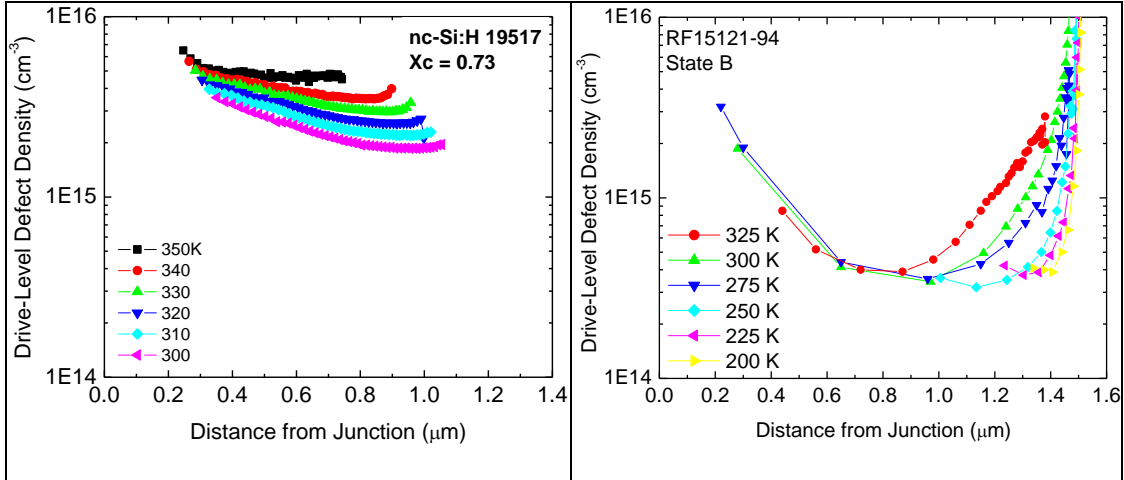 Drive-Level Defect Density (cm-3)
1E16
1E15
1E14
nc-Si:H 19517
Xc = 0.73
350K
340
330
320
310
300
0.0 0.2 0.4 0.6 0.8 1.0 1.2 1.4
Distance from Junction (μm)
Drive-Level Defect Density (cm-3)
1E16
1E15
1E14
RF15121-94
State B
325 K
300 K
275 K
250 K
225 K
200 K
0.0 0.2 0.4 0.6 0.8 1.0 1.2 1.4 1.6
Distance from Junction (μm)